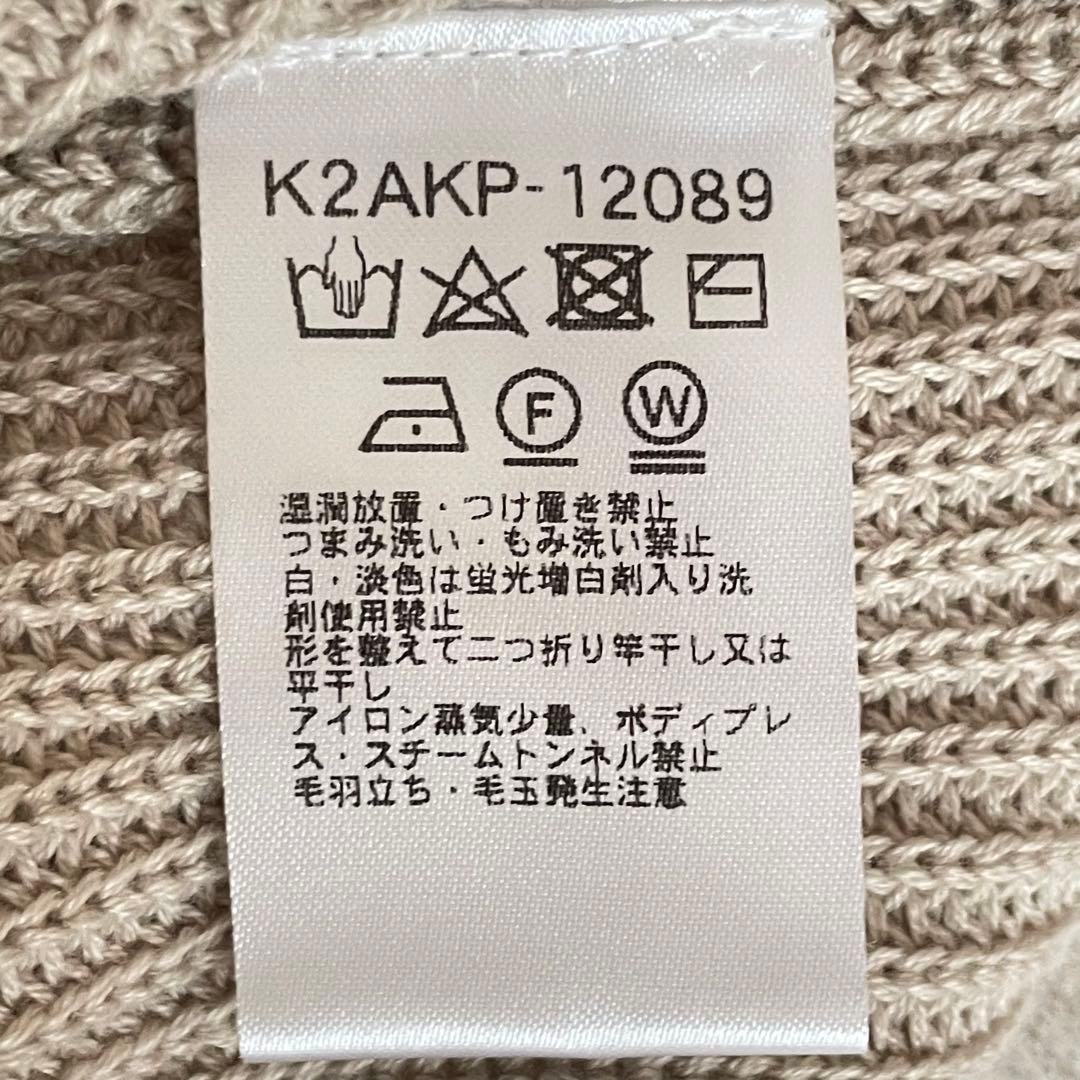 K2AKP-12089
F W
湿潤放置・つけ置き禁止
つまみ洗い・もみ洗い禁止
白・淡色は蛍光増白剤入り洗
剤使用禁止
形を整えて二つ折り竿干し又は
平干し
アイロン蒸気少量、ボディプレ
ス・スチームトンネル禁止
毛羽立ち・毛玉発生注意